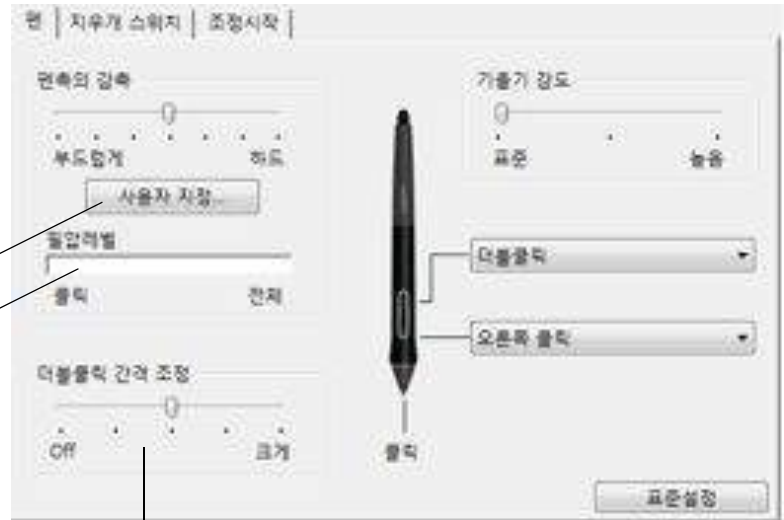 펜 지우개 스위치 조정시작
펜촉의 감촉
부드럽게 하드
사용자 지정...
필압레벨
클릭 전체
더블클릭 간격 조정
Off 크게
기울기 감도
표준 높음
더블클릭
오른쪽 클릭
클릭
표준설정